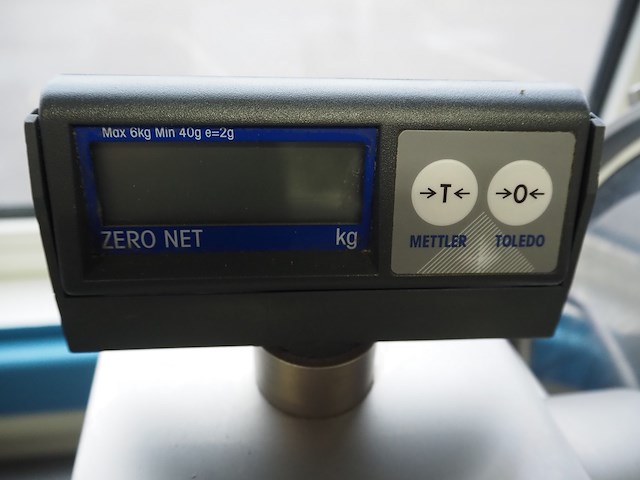 Max 6kg Min 40g e=2g
→T← →0←
ZERO NET kg
METTLER TOLEDO